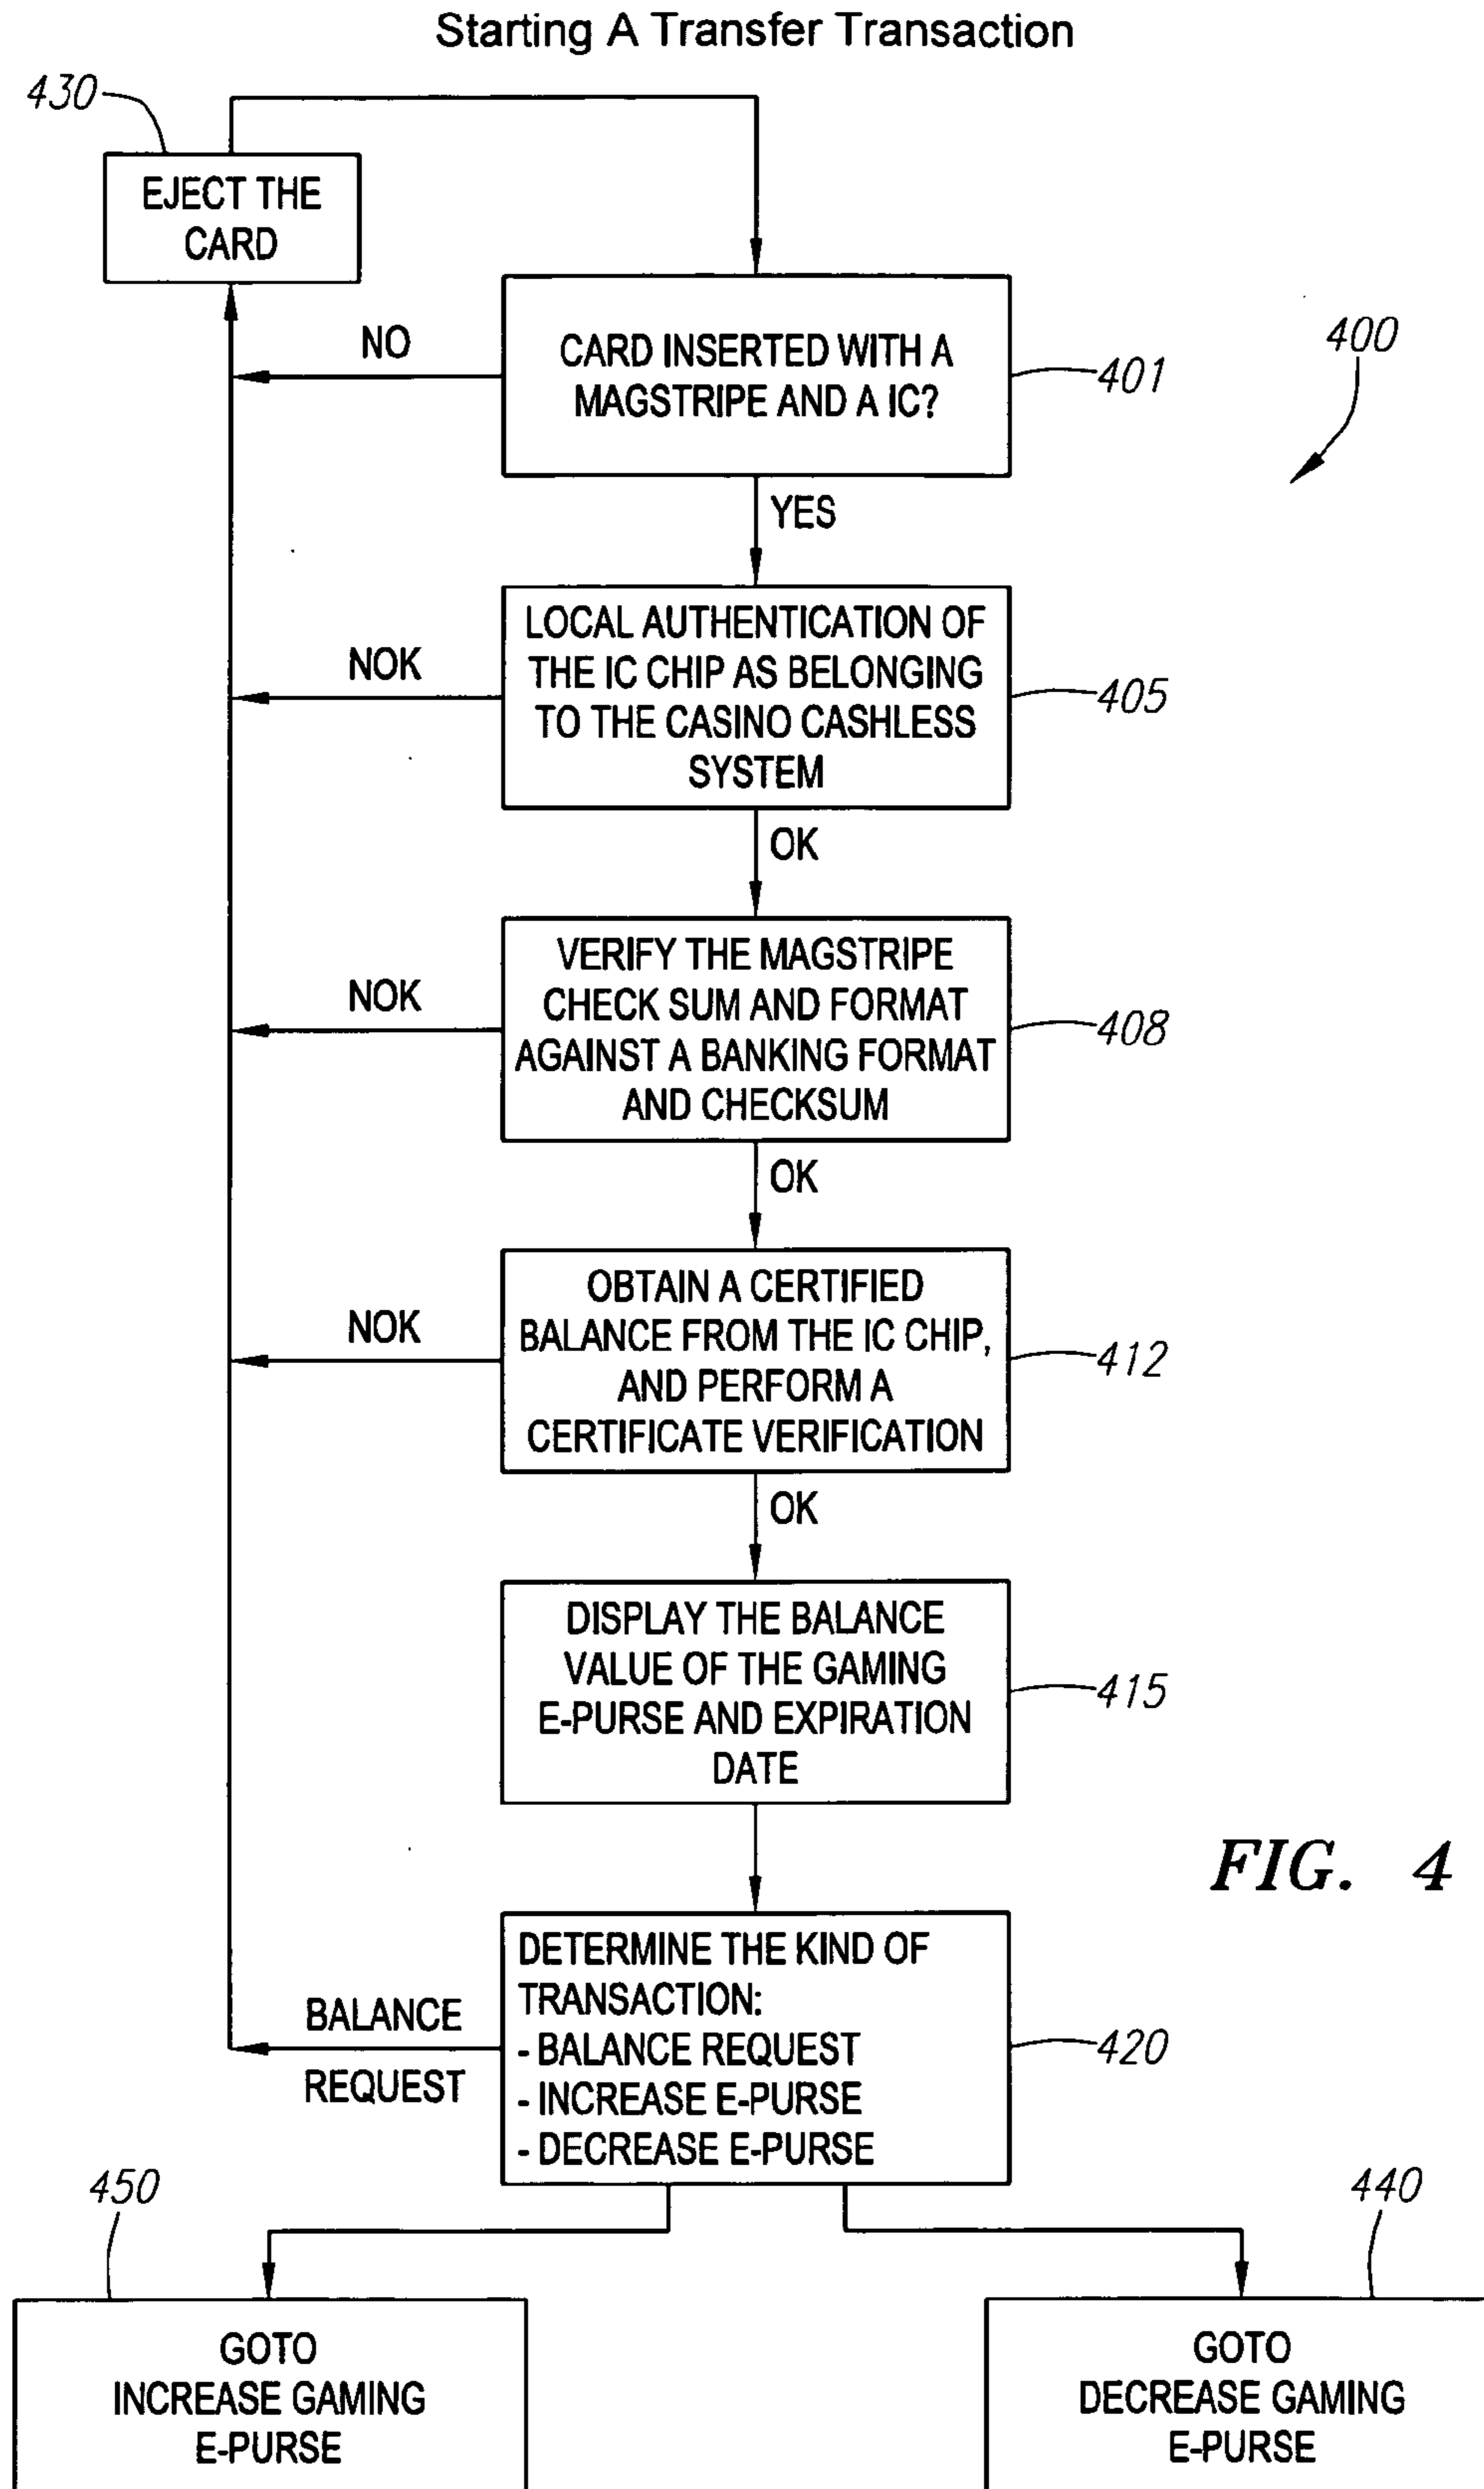 Starting A Transfer Transaction
430
EJECT THE
CARD
NO
CARD INSERTED WITH A
MAGSTRIPE AND A IC?
401
400
YES
LOCAL AUTHENTICATION OF
THE IC CHIP AS BELONGING
TO THE CASINO CASHLESS
SYSTEM
NOK
405
OK
VERIFY THE MAGSTRIPE
CHECK SUM AND FORMAT
AGAINST A BANKING FORMAT
AND CHECKSUM
NOK
408
OK
OBTAIN A CERTIFIED
BALANCE FROM THE IC CHIP,
AND PERFORM A
CERTIFICATE VERIFICATION
NOK
412
OK
DISPLAY THE BALANCE
VALUE OF THE GAMING
E-PURSE AND EXPIRATION
DATE
415
FIG. 4
DETERMINE THE KIND OF
TRANSACTION:
- BALANCE REQUEST
- INCREASE E-PURSE
- DECREASE E-PURSE
BALANCE
REQUEST
420
450
440
GOTO
INCREASE GAMING
E-PURSE
GOTO
DECREASE GAMING
E-PURSE